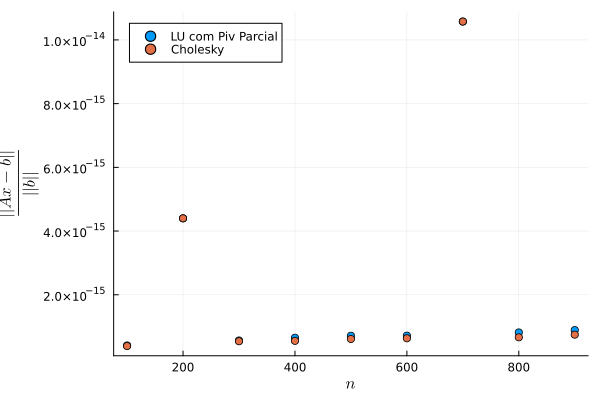 LU com Piv Parcial
Cholesky
1.0×10⁻¹⁴
8.0×10⁻¹⁵
6.0×10⁻¹⁵
4.0×10⁻¹⁵
2.0×10⁻¹⁵
||Ax − b||
||b||
200 400 600 800
n